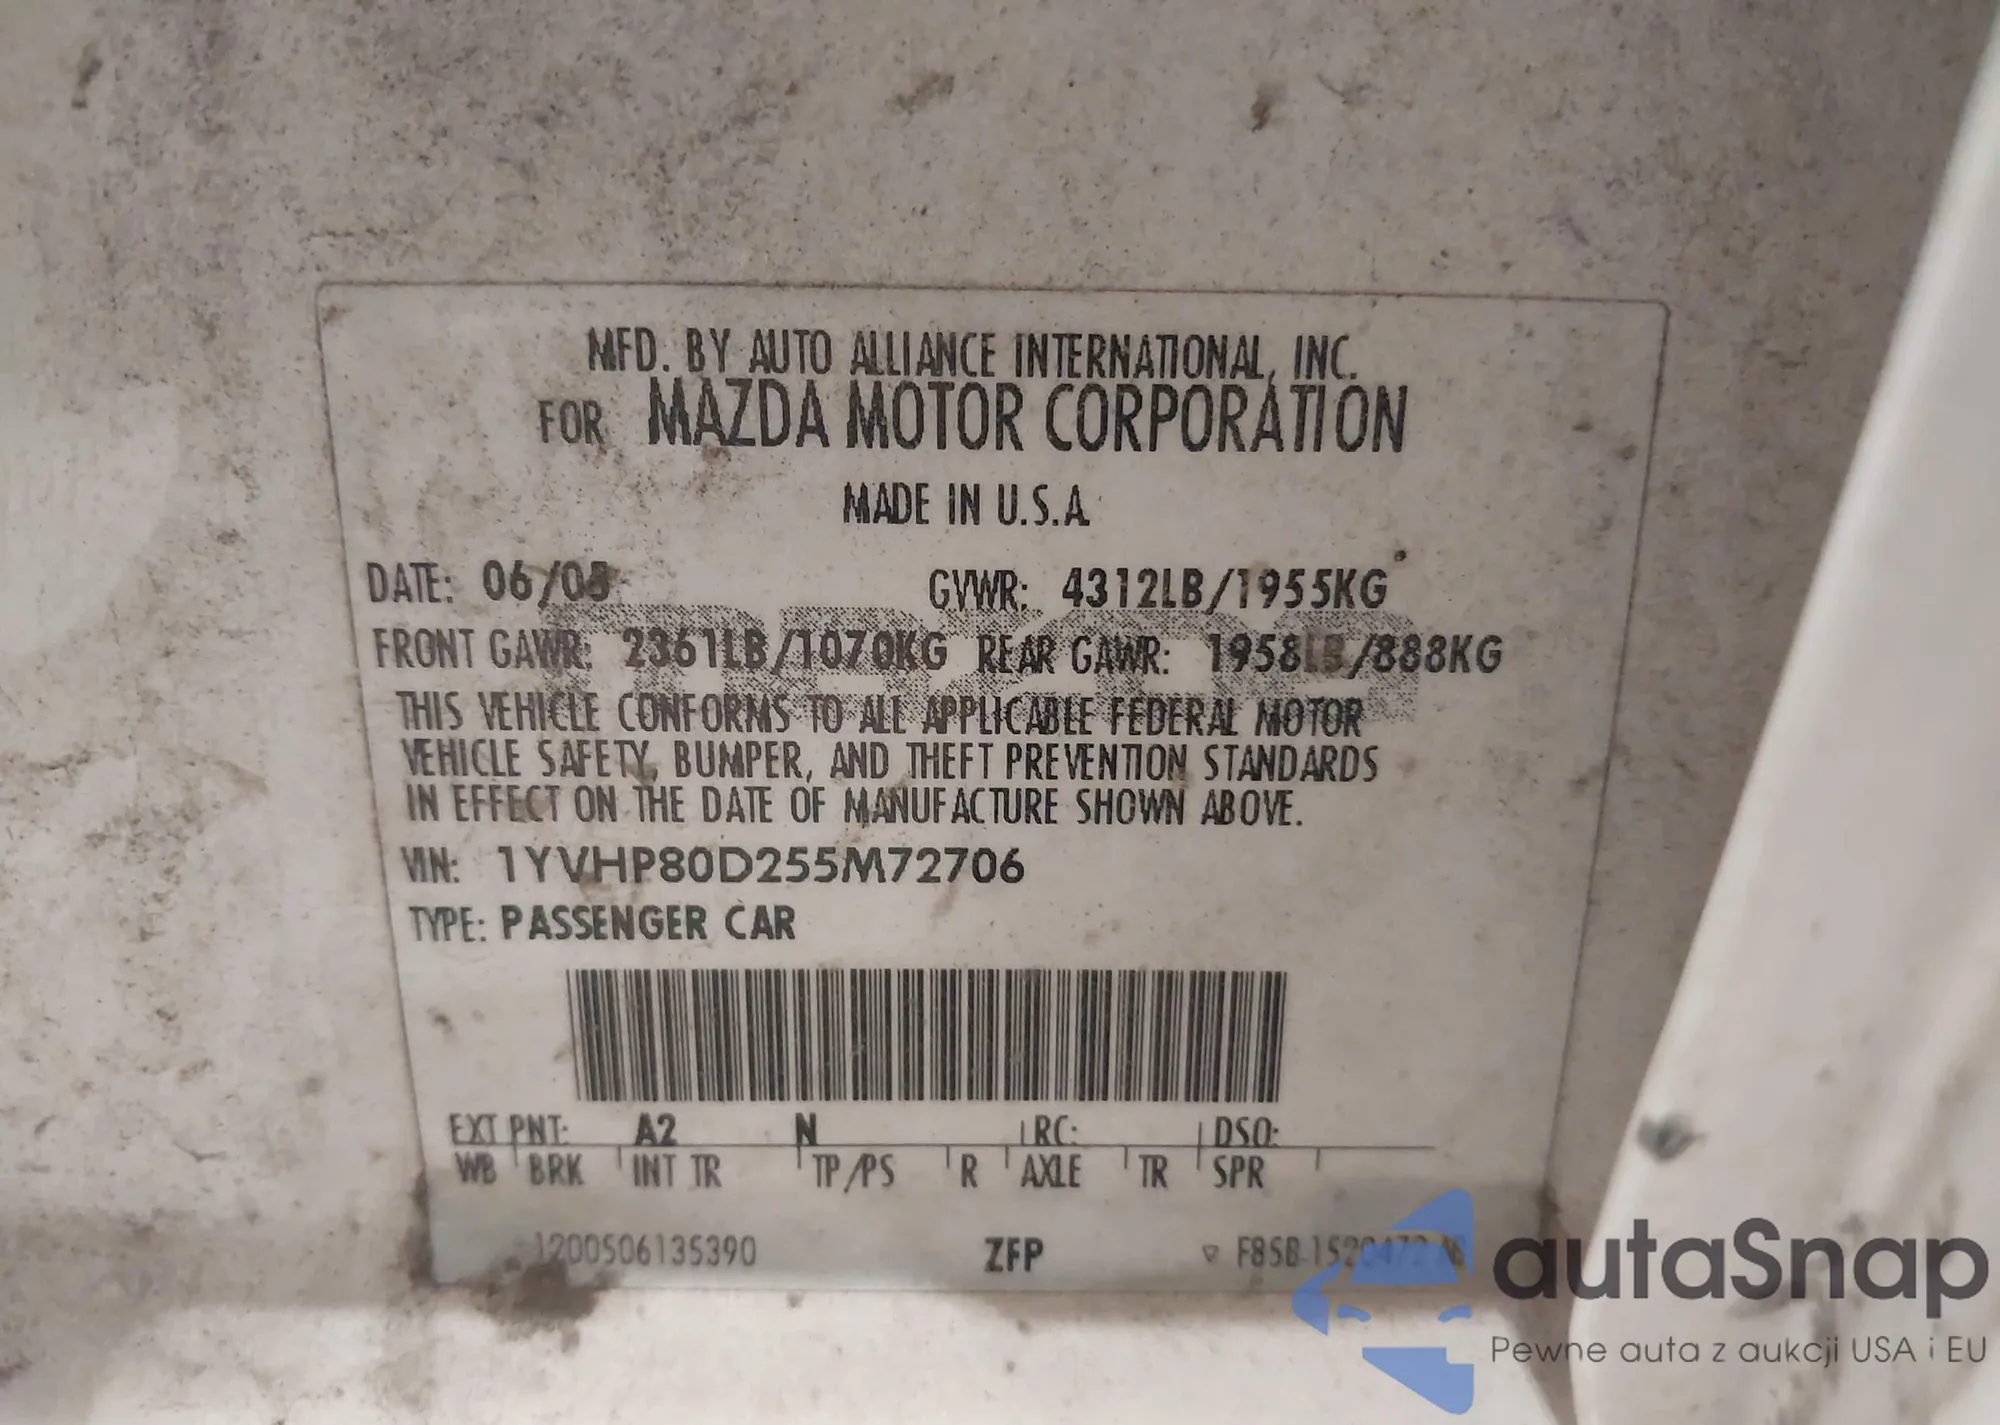 MFD. BY AUTO ALLIANCE INTERNATIONAL, INC.
FOR MAZDA MOTOR CORPORATION
MADE IN U.S.A.
DATE: 06/05 GVWR: 4312LB/1955KG
FRONT GAWR: 2361LB/1070KG REAR GAWR: 1958LB/888KG
THIS VEHICLE CONFORMS TO ALL APPLICABLE FEDERAL MOTOR
VEHICLE SAFETY, BUMPER, AND THEFT PREVENTION STANDARDS
IN EFFECT ON THE DATE OF MANUFACTURE SHOWN ABOVE.
VIN: 1YVHP80D255M72706
TYPE: PASSENGER CAR
EXT PNT: A2 N RC: DSO:
WB BRK INT TR TP/PS R AXLE TR SPR
1200506135390 ZFP
autaSnap
Pewne auta z aukcji USA i EU